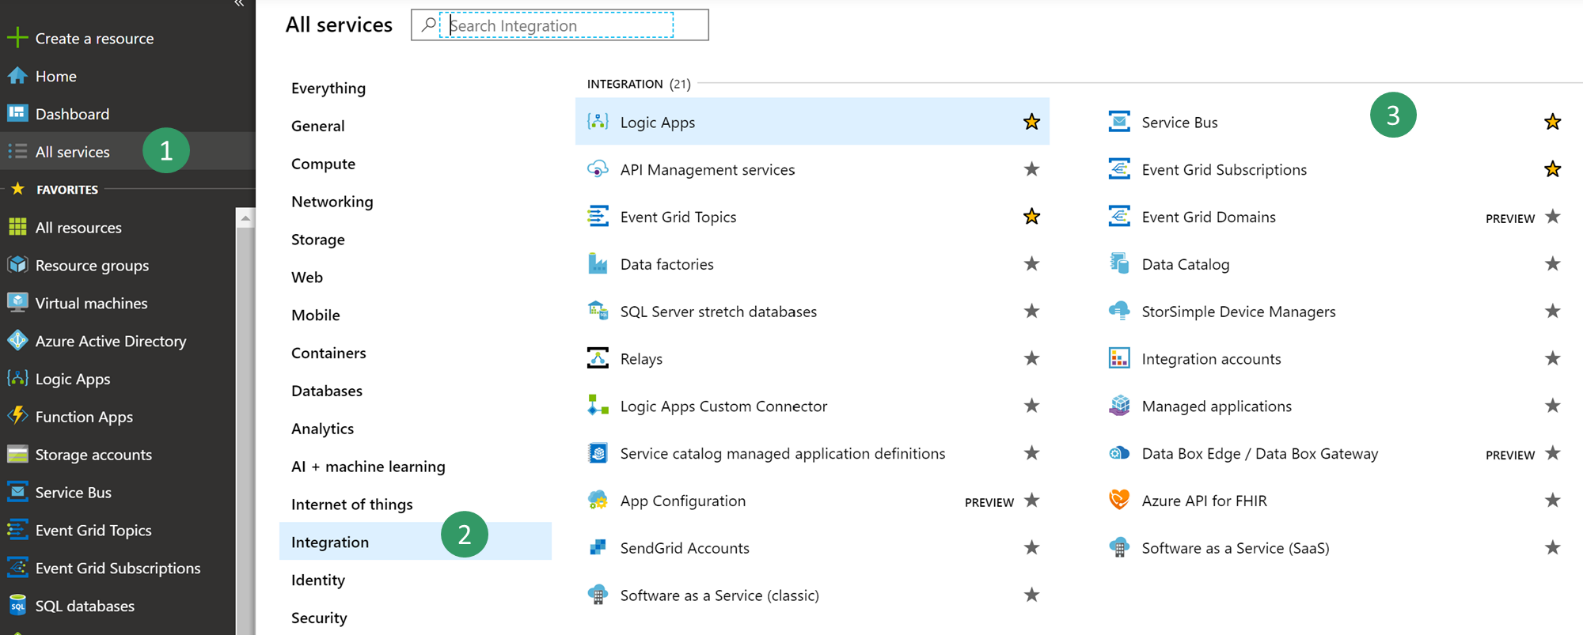 «
Create a resource
Home
Dashboard
All services
1
FAVORITES
All resources
Resource groups
Virtual machines
Azure Active Directory
Logic Apps
Function Apps
Storage accounts
Service Bus
Event Grid Topics
Event Grid Subscriptions
SQL
SQL databases
All services
Search Integration
Everything
General
Compute
Networking
Storage
Web
Mobile
Containers
Databases
Analytics
AI + machine learning
Internet of things
Integration
2
Identity
Security
INTEGRATION (21)
3
Logic Apps
Service Bus
API Management services
Event Grid Subscriptions
Event Grid Topics
Event Grid Domains PREVIEW
Data factories
Data Catalog
SQL Server stretch databases
StorSimple Device Managers
Relays
Integration accounts
Logic Apps Custom Connector
Managed applications
Service catalog managed application definitions
Data Box Edge / Data Box Gateway PREVIEW
App Configuration PREVIEW
Azure API for FHIR
SendGrid Accounts
Software as a Service (SaaS)
Software as a Service (classic)